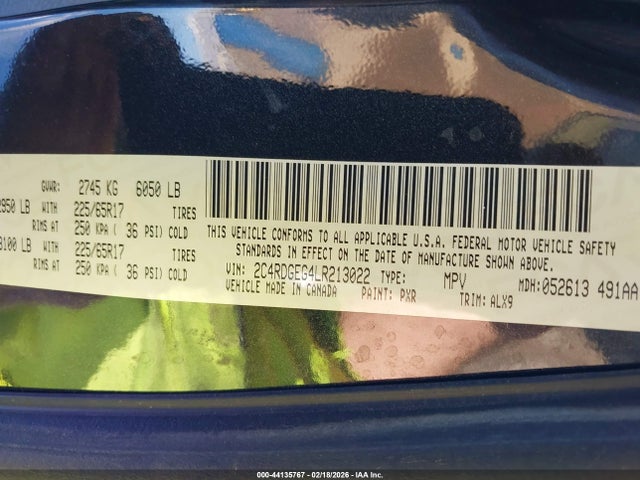 GVWR: 2745 KG 6050 LB
2950 LB WITH 225/65R17 TIRES
RIMS AT 250 KPA ( 36 PSI) COLD
3100 LB WITH 225/65R17 TIRES
RIMS AT 250 KPA ( 36 PSI) COLD
THIS VEHICLE CONFORMS TO ALL APPLICABLE U.S.A. FEDERAL MOTOR VEHICLE SAFETY
STANDARDS IN EFFECT ON THE DATE OF MANUFACTURE SHOWN ABOVE.
VIN: 2C4RDGEG4LR213022 TYPE: MPV MDH:052613 491AA
VEHICLE MADE IN CANADA PAINT: PXR TRIM: ALX9
000-44135767 - 02/18/2026 - IAA Inc.